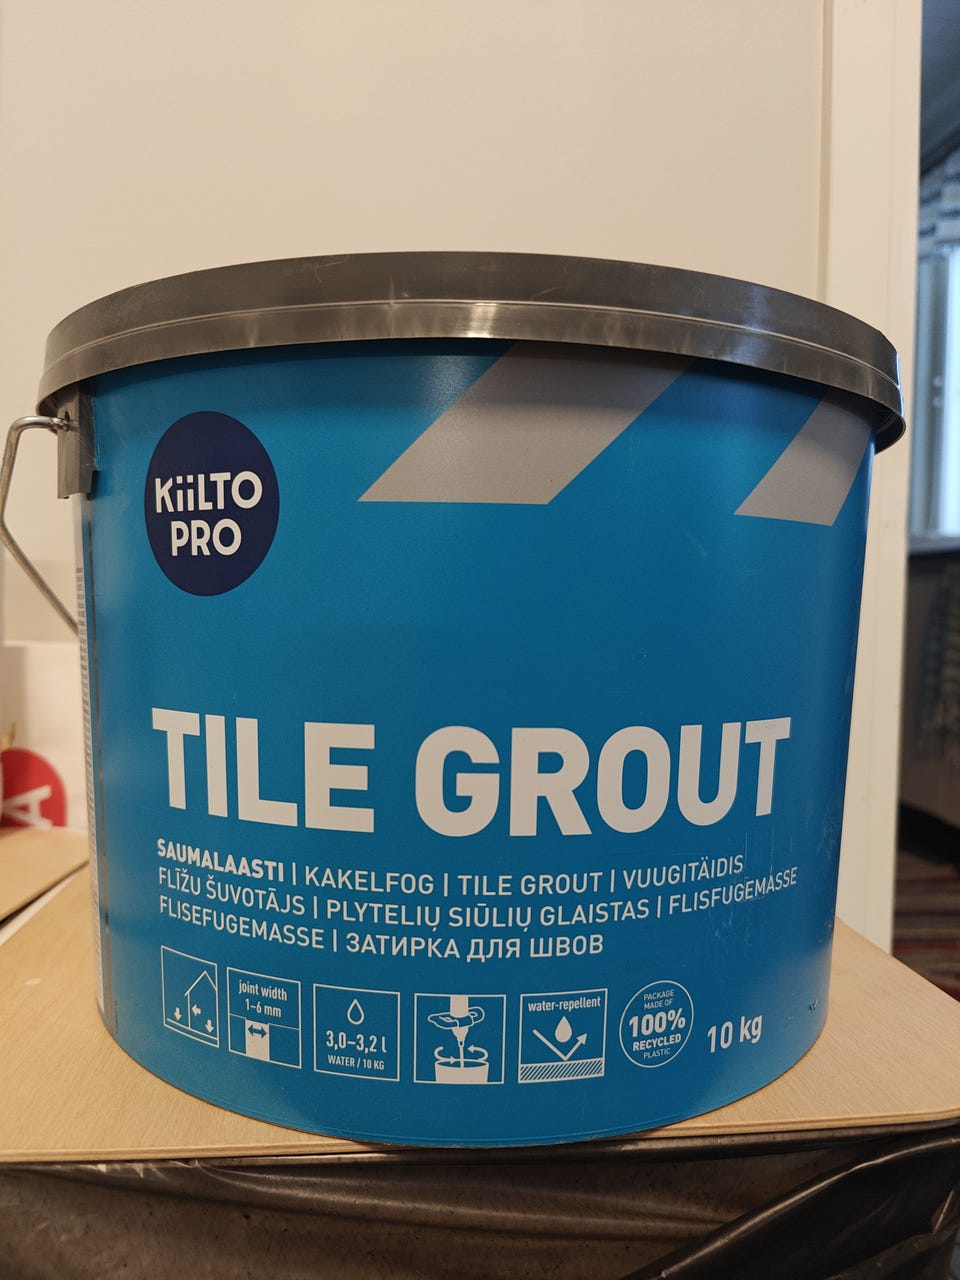 KiiLTO
PRO
TILE GROUT
SAUMALAASTI | KAKELFOG | TILE GROUT | VUUGITÄIDIS
FLĪŽU ŠUVOTĀJS | PLYTELIŲ SIŪLIŲ GLAISTAS | FLISFUGEMASSE
FLISEFUGEMASSE | ЗАТИРКА ДЛЯ ШВОВ
joint width
1–6 mm
3,0–3,2 l
WATER / 10 KG
water-repellent
PACKAGE
MADE OF
100%
RECYCLED
PLASTIC
10 kg
A